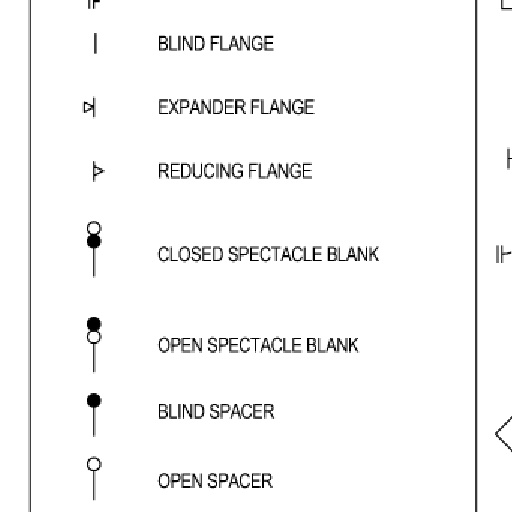 BLIND FLANGE
EXPANDER FLANGE
REDUCING FLANGE
CLOSED SPECTACLE BLANK
OPEN SPECTACLE BLANK
BLIND SPACER
OPEN SPACER